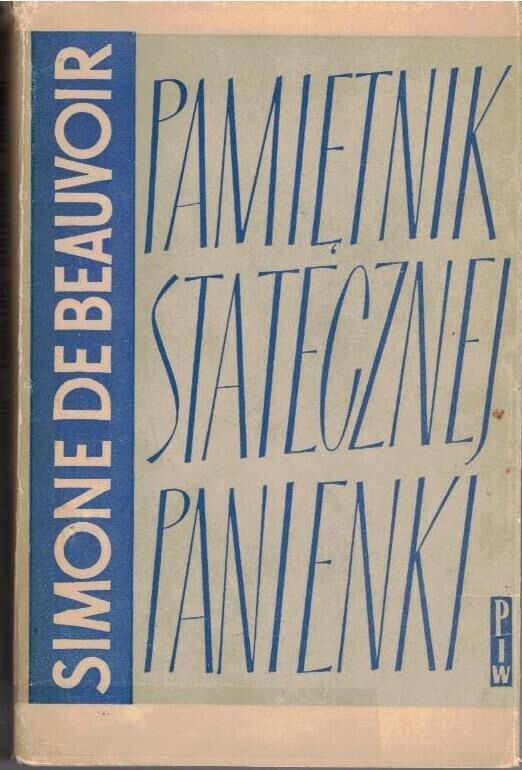 SIMONE DE BEAUVOIR
PAMIĘTNIK
STATECZNEJ
PANIENKI
PIW